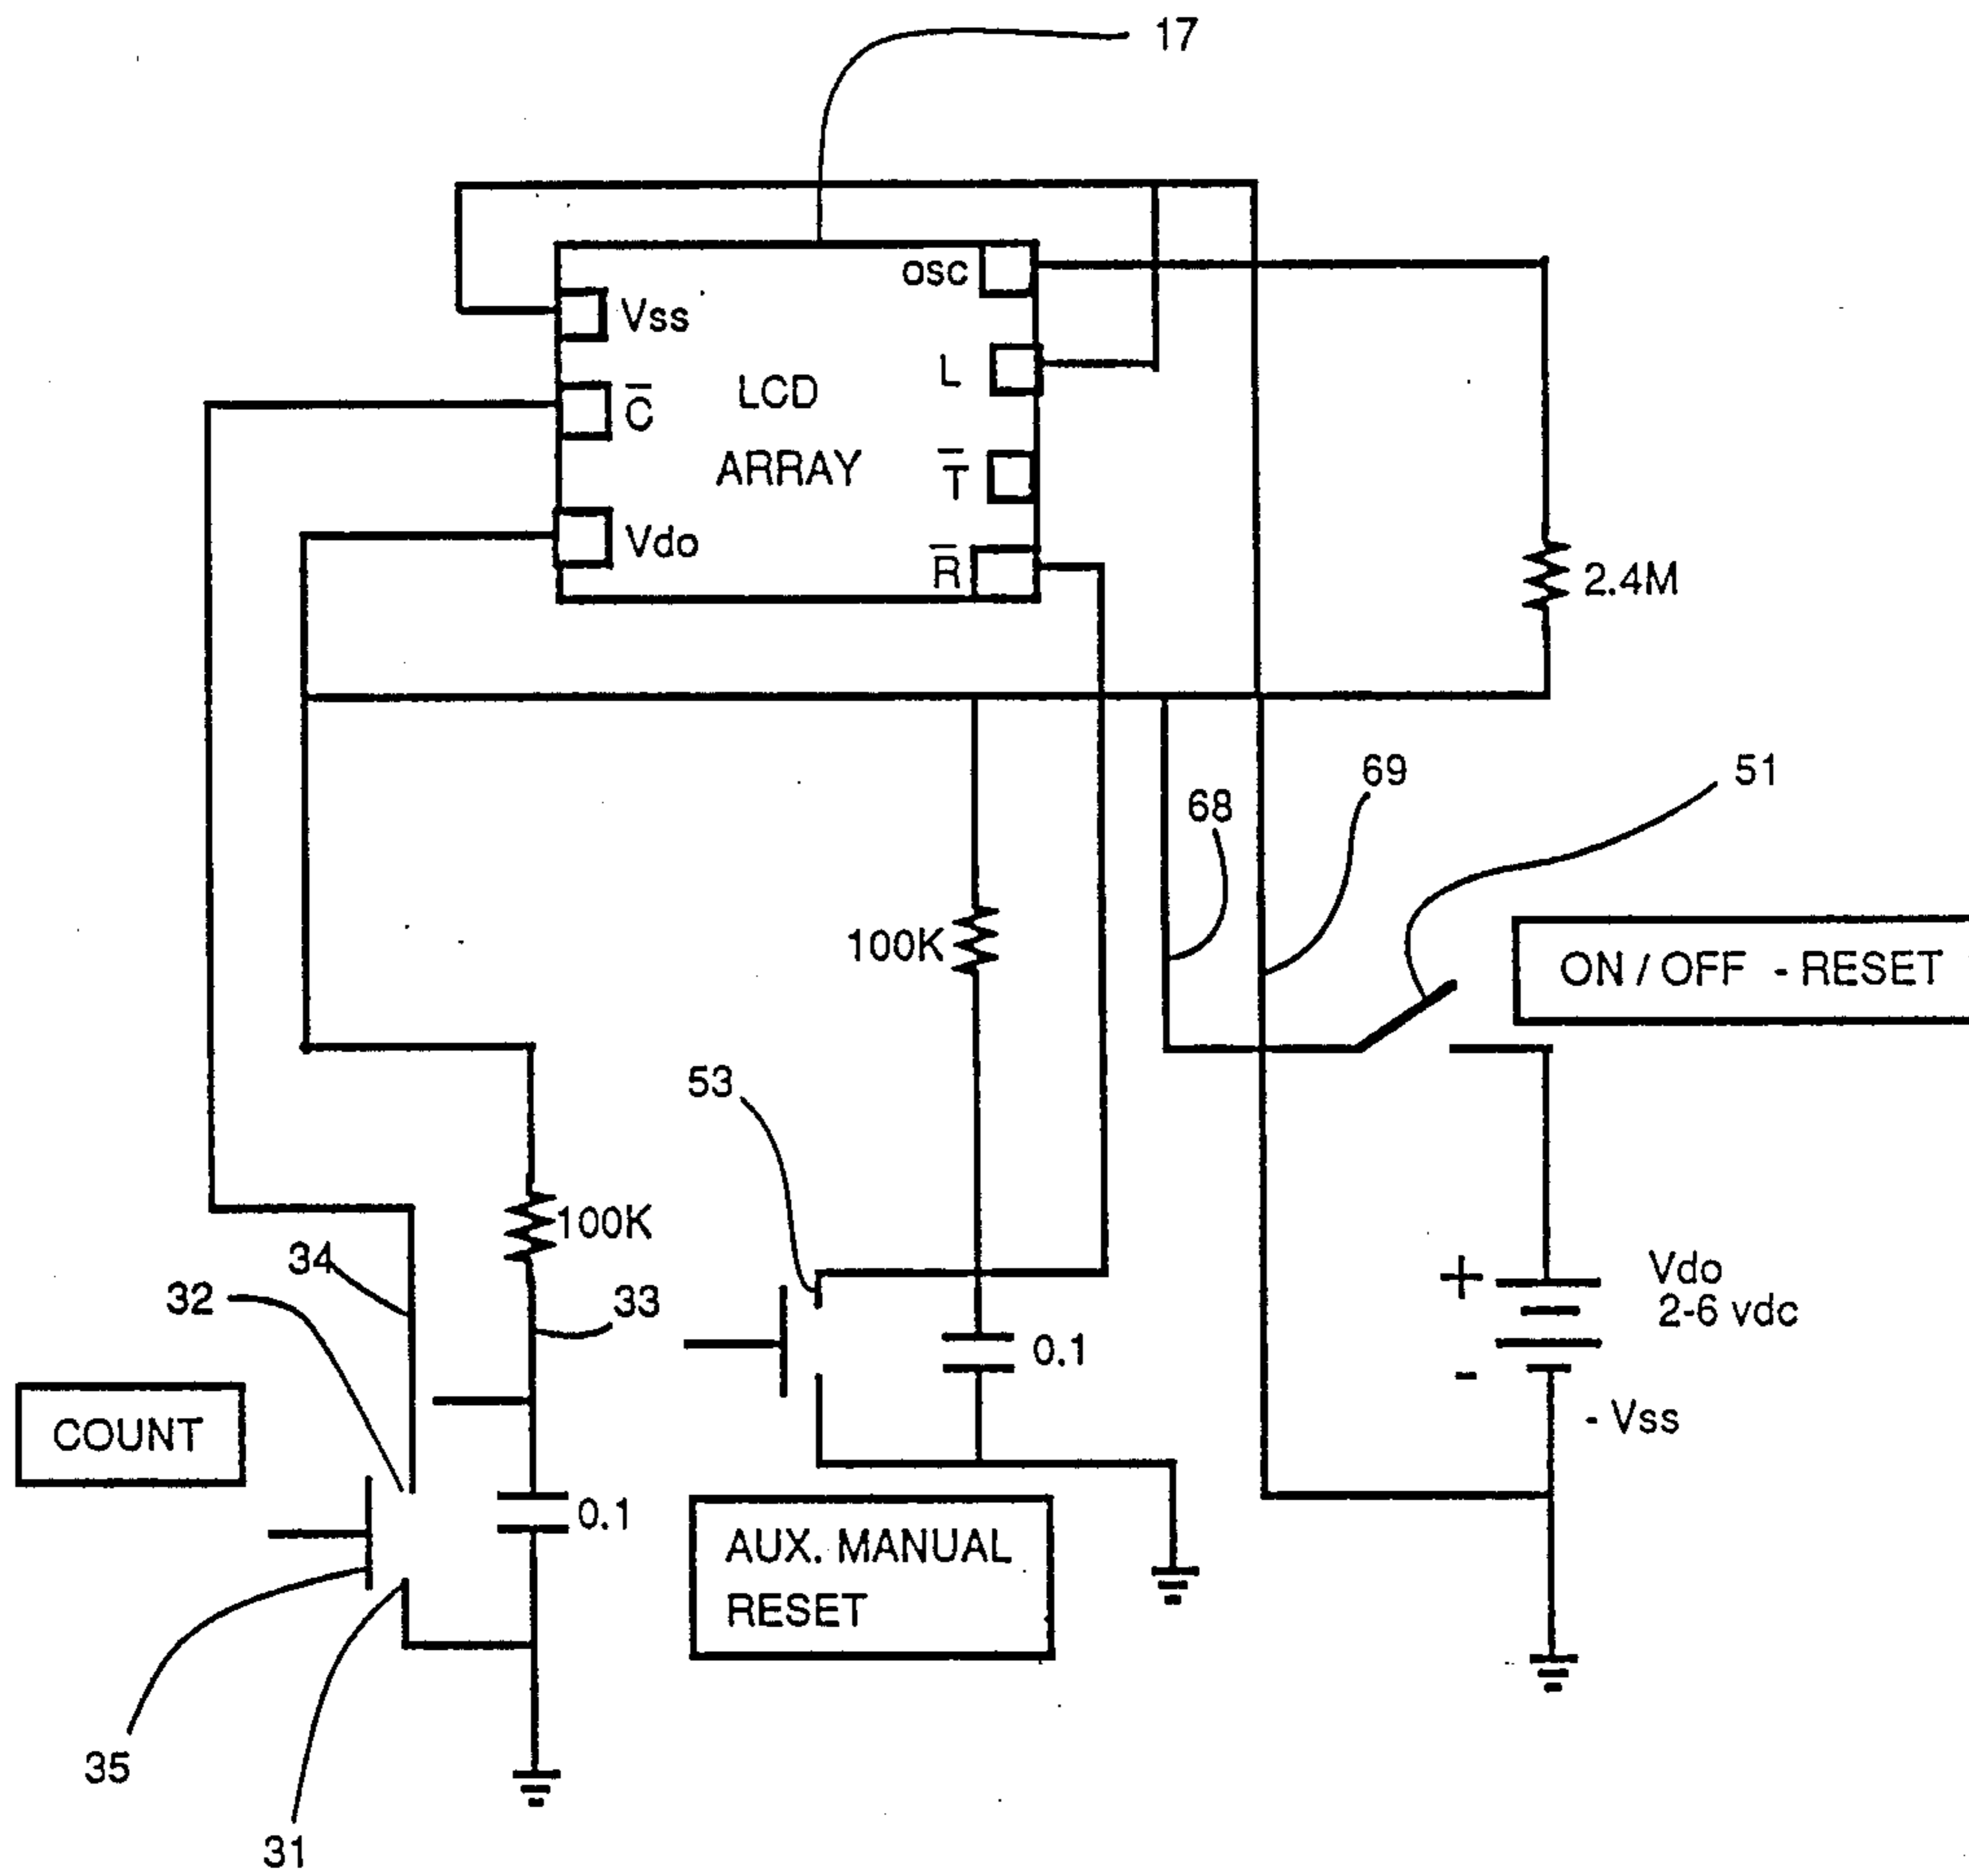 17
osc
Vss
L
LCD
C̅
ARRAY
T̅
Vdo
R̅
2.4M
51
69
68
100K
ON / OFF - RESET
53
100K
34
32
33
+
Vdo
2-6 vdc
0.1
-
- Vss
COUNT
0.1
AUX. MANUAL
RESET
35
31